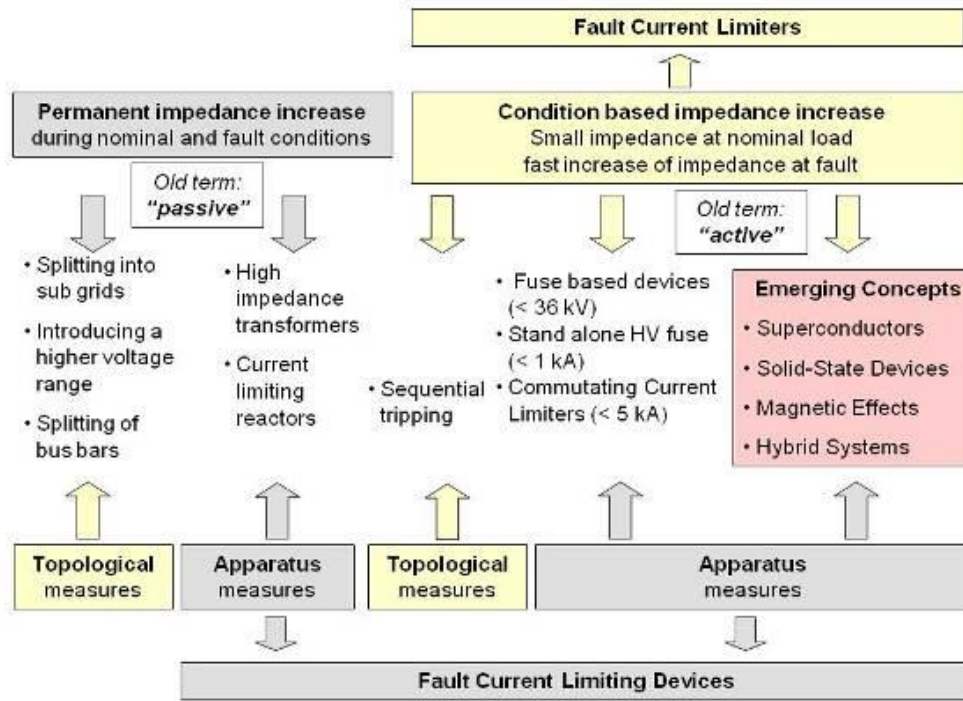 Fault Current Limiters
Permanent impedance increase
during nominal and fault conditions
Condition based impedance increase
Small impedance at nominal load
fast increase of impedance at fault
Old term:
“passive”
Old term:
“active”
• Splitting into
sub grids
• Introducing a
higher voltage
range
• Splitting of
bus bars
• High
impedance
transformers
• Current
limiting
reactors
• Sequential
tripping
• Fuse based devices
(< 36 kV)
• Stand alone HV fuse
(< 1 kA)
• Commutating Current
Limiters (< 5 kA)
Emerging Concepts
• Superconductors
• Solid-State Devices
• Magnetic Effects
• Hybrid Systems
Topological
measures
Apparatus
measures
Topological
measures
Apparatus
measures
Fault Current Limiting Devices